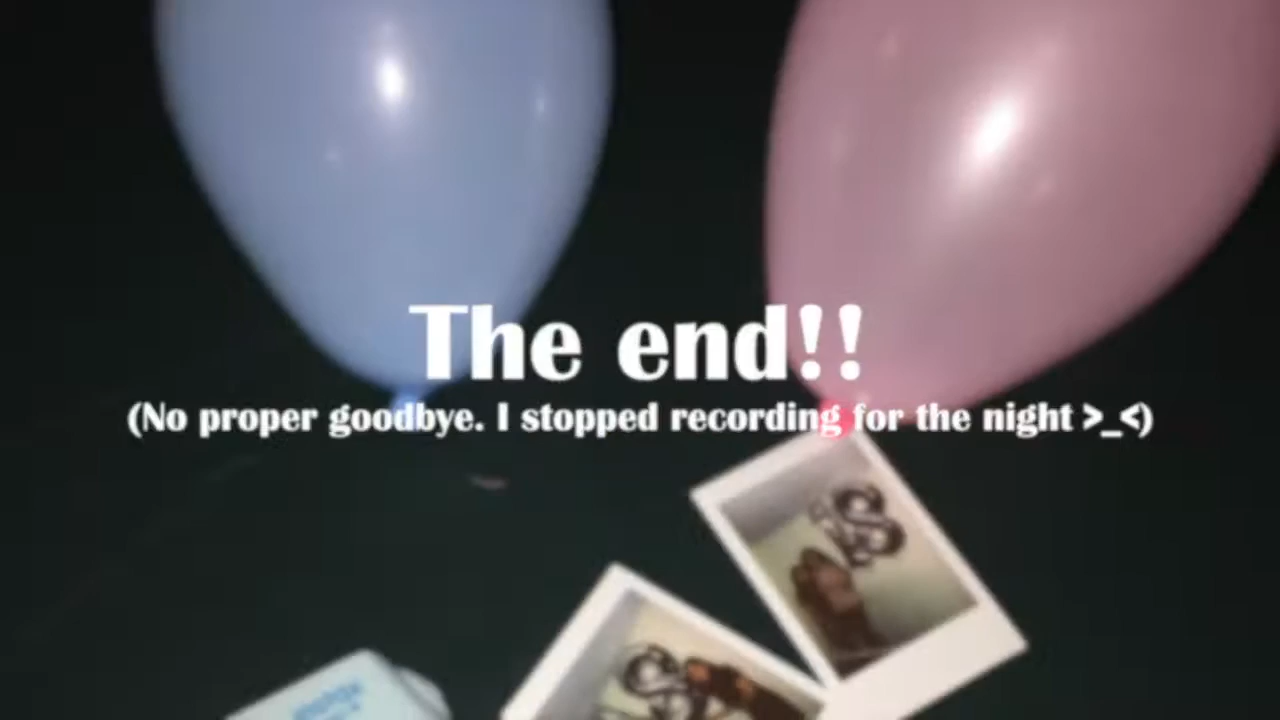 The end!!
(No proper goodbye. I stopped recording for the night >_<)